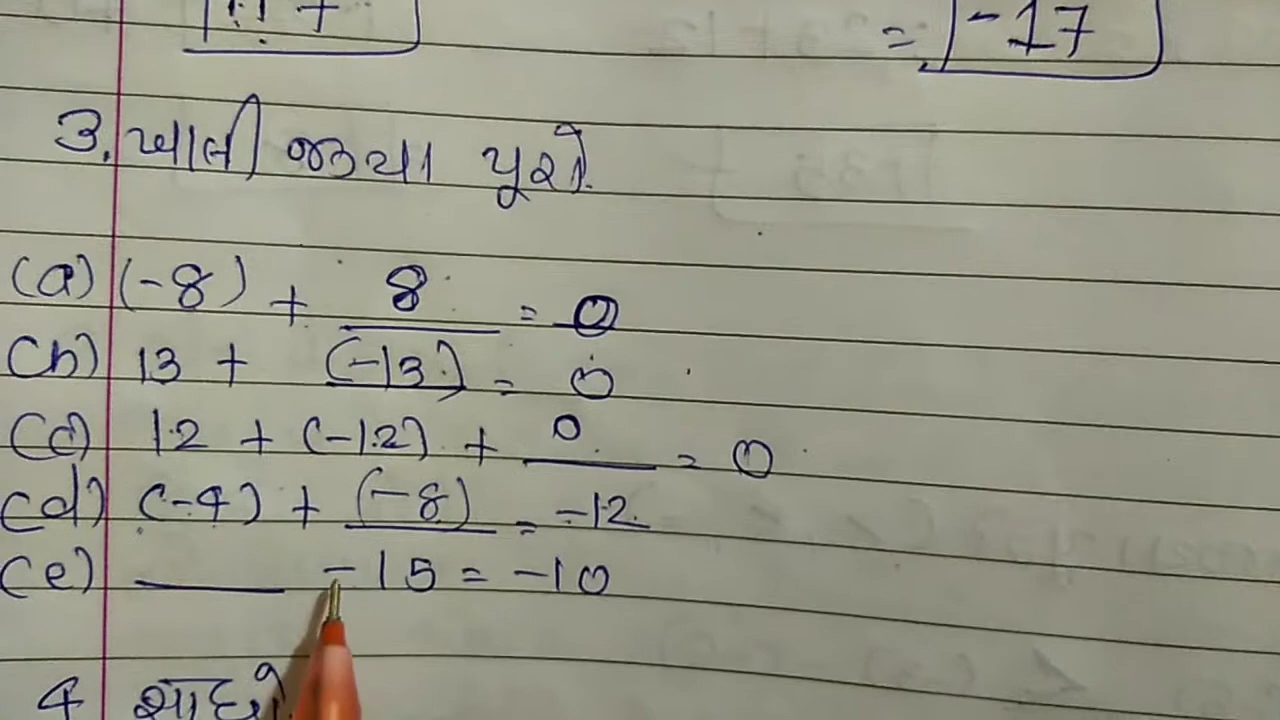 = -17
3. ખાલી જગ્યા પૂરો.
(a) (-8) + 8 = 0
(b) 13 + (-13) = 0
(c) 12 + (-12) + 0 = 0
(d) (-4) + (-8) = -12
(e) ____ -15 = -10
4 શોધો